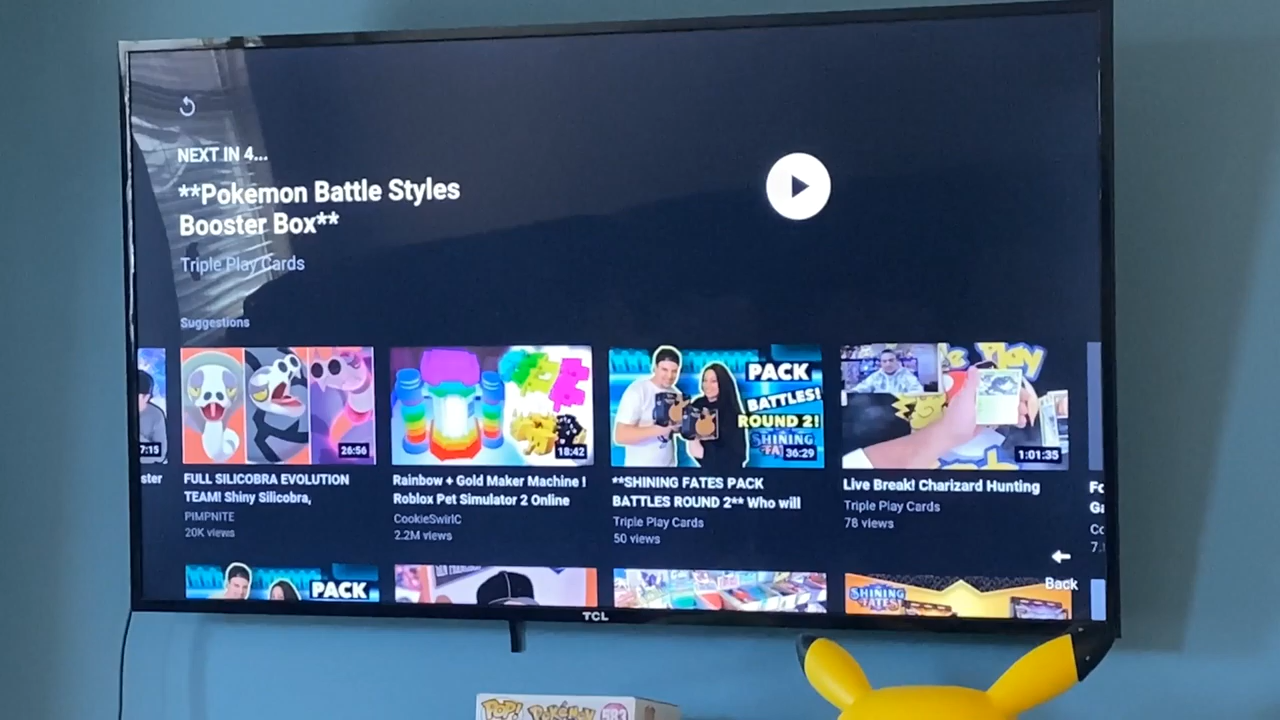 NEXT IN 4...
**Pokemon Battle Styles
Booster Box**
Triple Play Cards
Suggestions
7:15
26:56
18:42
PACK
BATTLES!
ROUND 2!
SHINING
FATES
36:29
1:01:35
ster
FULL SILICOBRA EVOLUTION
TEAM! Shiny Silicobra,
PIMPNITE
20K views
Rainbow + Gold Maker Machine !
Roblox Pet Simulator 2 Online
CookieSwirlC
2.2M views
**SHINING FATES PACK
BATTLES ROUND 2** Who will
Triple Play Cards
50 views
Live Break! Charizard Hunting
Triple Play Cards
78 views
Back
PACK
SHINING
FATES
TCL
POP! Pokémon 583